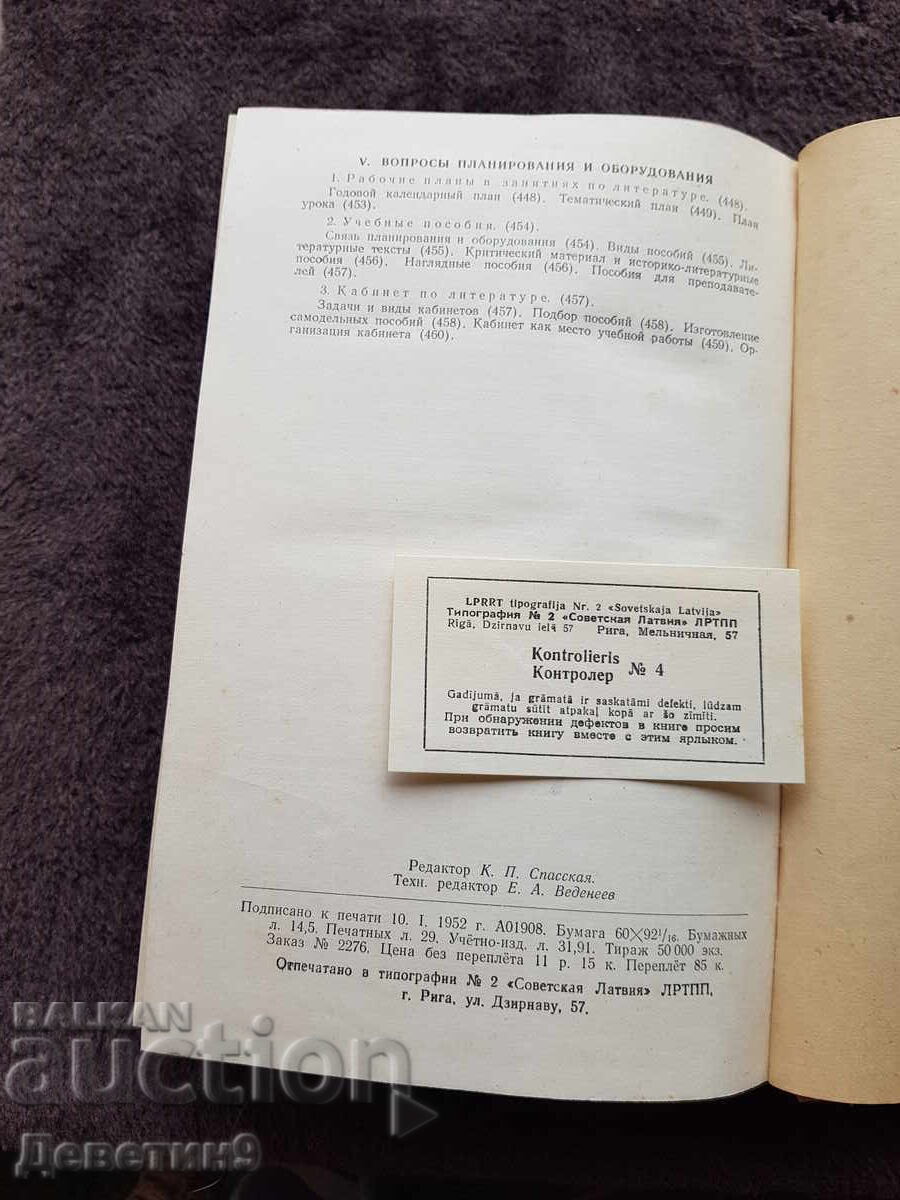 V. ВОПРОСЫ ПЛАНИРОВАНИЯ И ОБОРУДОВАНИЯ
1. Рабочие планы в занятиях по литературе. (448).
Годовой календарный план (448). Тематический план (449). План
урока (453).
2. Учебные пособия. (454).
Связь планирования и оборудования (454). Виды пособий (455). Ли-
тературные тексты (455). Критический материал и историко-литературные
пособия (456). Наглядные пособия (456). Пособия для преподавате-
лей (457).
3. Кабинет по литературе. (457).
Задачи и виды кабинетов (457). Подбор пособий (458). Изготовление
самодельных пособий (458). Кабинет как место учебной работы (459). Ор-
ганизация кабинета (460).
LPRRT tipografija Nr. 2 «Sovetskaja Latvija»
Типография № 2 «Советская Латвия» ЛРТПП
Rīgā, Dzirnavu ielā 57 Рига, Мельничная, 57
Kontrolieris
Контролер № 4
Gadījumā, ja grāmatā ir saskatāmi defekti, lūdzam
grāmatu sūtīt atpakaļ kopā ar šo zīmīti.
При обнаружении дефектов в книге просим
возвратить книгу вместе с этим ярлыком.
Редактор К. П. Спасская.
Техн. редактор Е. А. Веденеев
Подписано к печати 10. I. 1952 г. А01908. Бумага 60×92 1/16. Бумажных
л. 14,5. Печатных л. 29. Учётно-изд. л. 31,91. Тираж 50 000 экз.
Заказ № 2276. Цена без переплёта 11 р. 15 к. Переплёт 85 к.
Отпечатано в типографии № 2 «Советская Латвия» ЛРТПП,
г. Рига, ул. Дзирнаву, 57.
BALKAN
auction
Деветин9